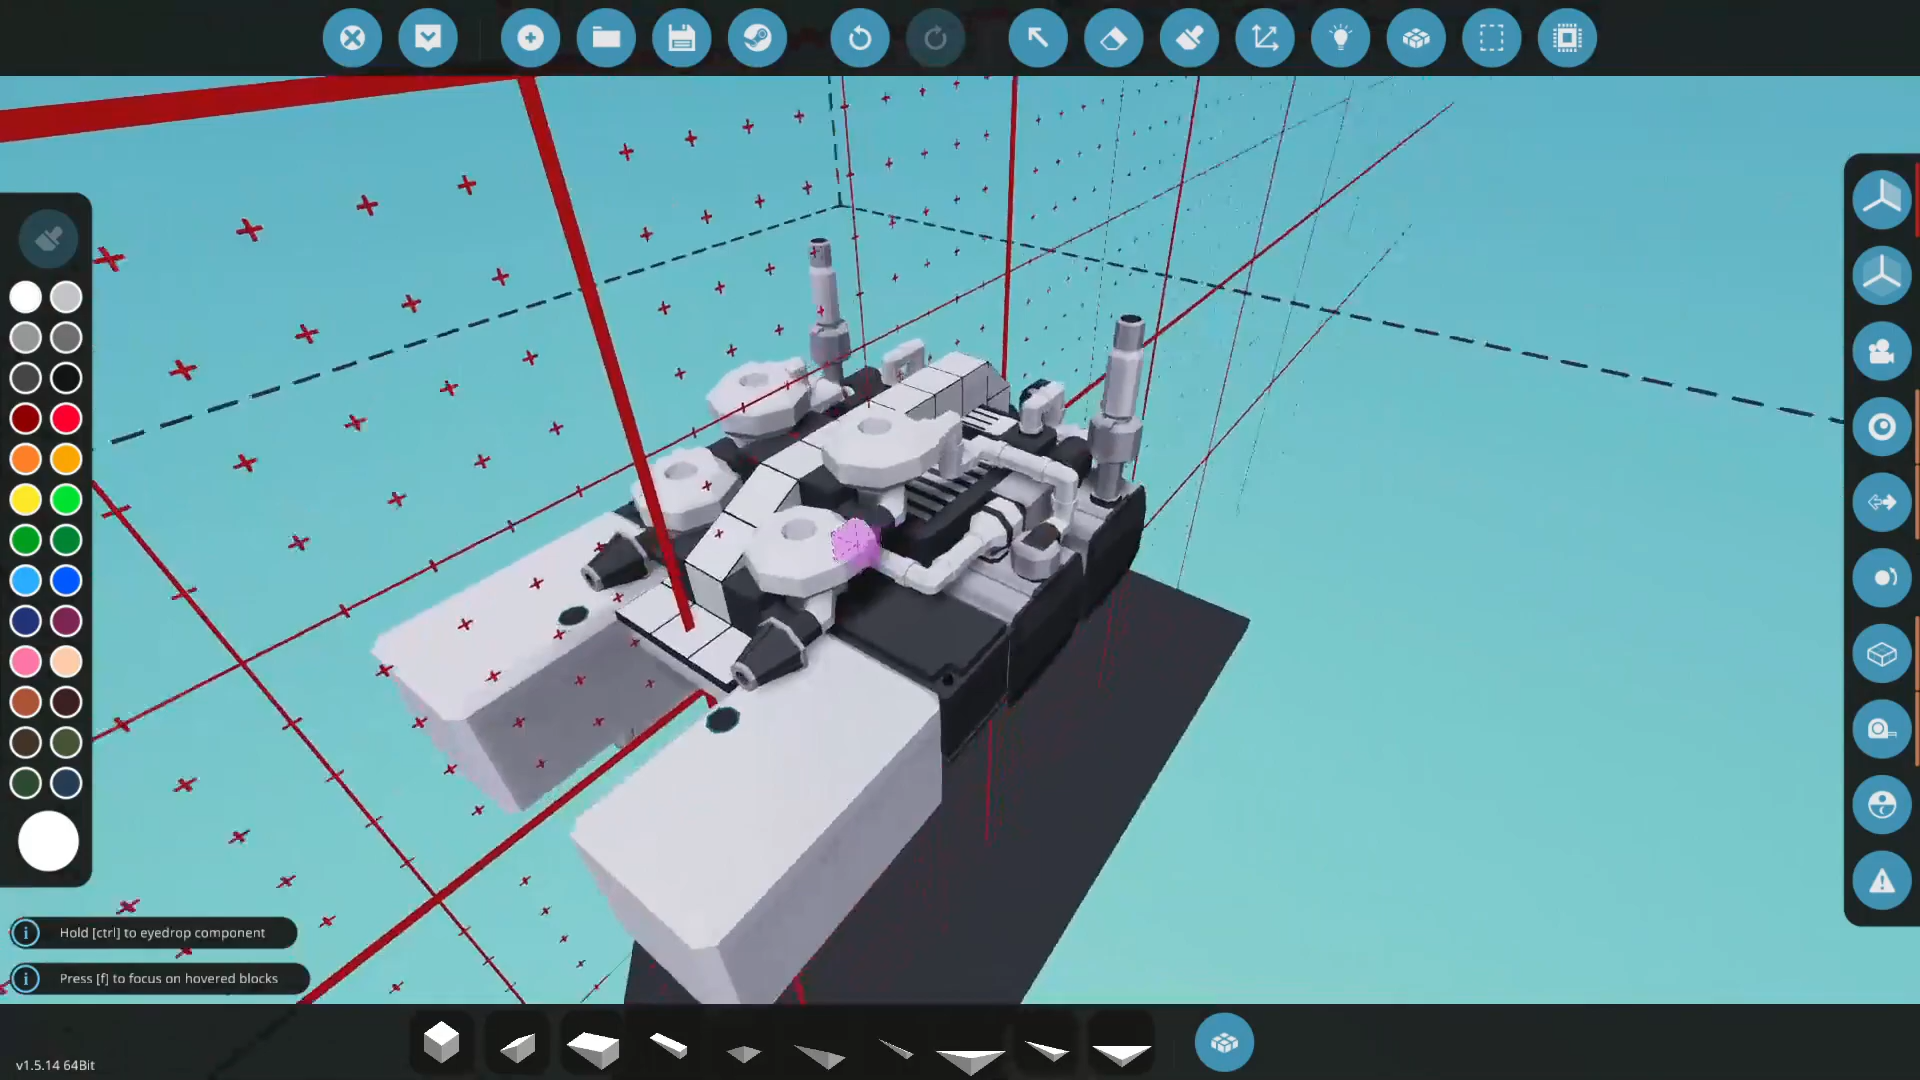 Hold [ctrl] to eyedrop component
Press [f] to focus on hovered blocks
v1.5.14 64Bit